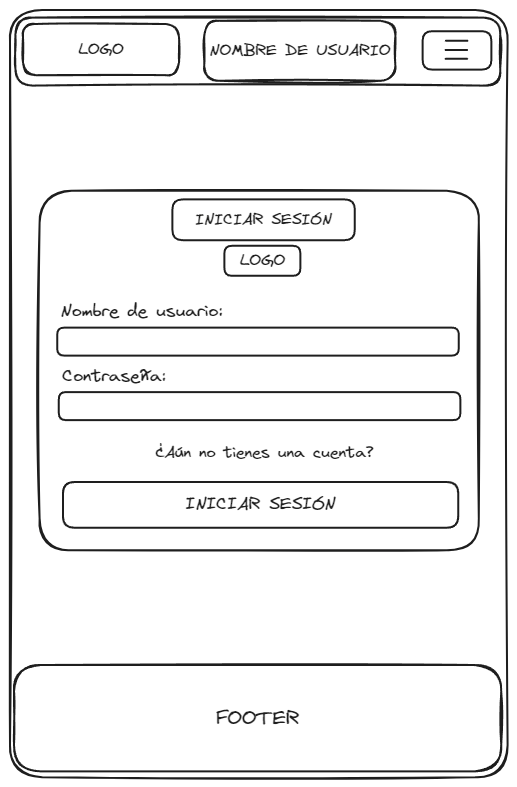 LOGO
NOMBRE DE USUARIO
INICIAR SESIÓN
LOGO
Nombre de usuario:
Contraseña:
¿Aún no tienes una cuenta?
INICIAR SESIÓN
FOOTER